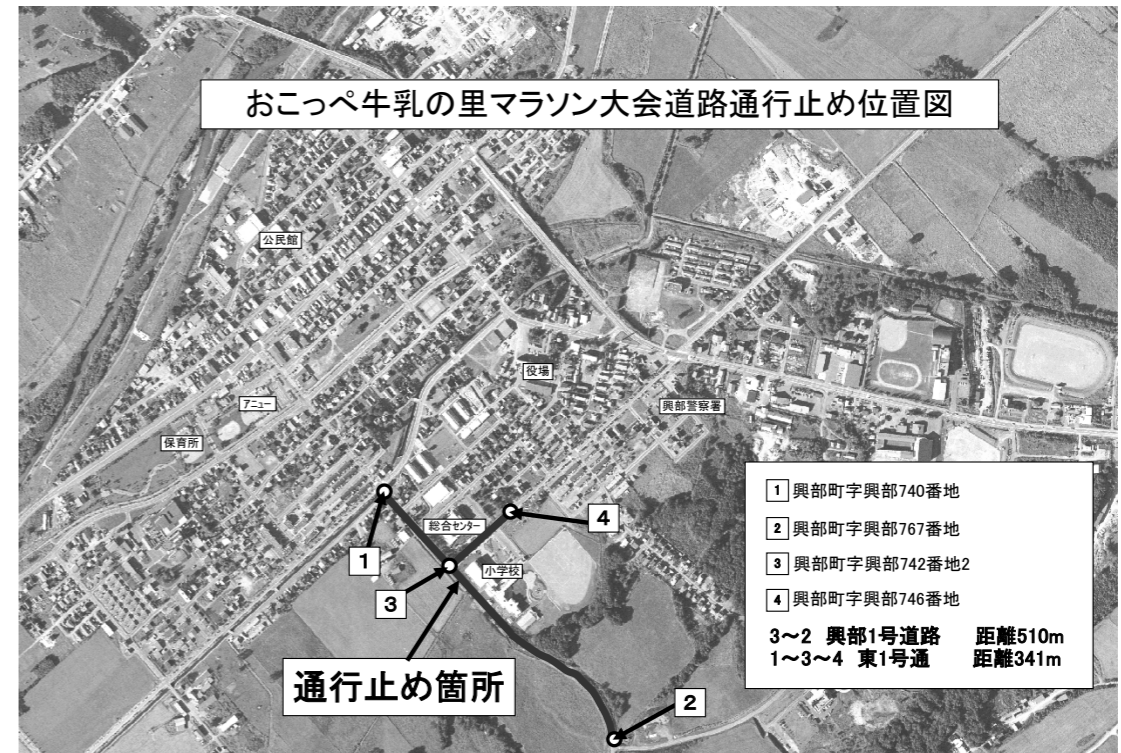 おこっぺ牛乳の里マラソン大会道路通行止め位置図
公民館
役場
アニュー
興部警察署
保育所
1 興部町字興部740番地
2 興部町字興部767番地
3 興部町字興部742番地2
4 興部町字興部746番地
3～2 興部1号道路 距離510m
1～3～4 東1号通 距離341m
総合センター
4
1
小学校
3
通行止め箇所
2